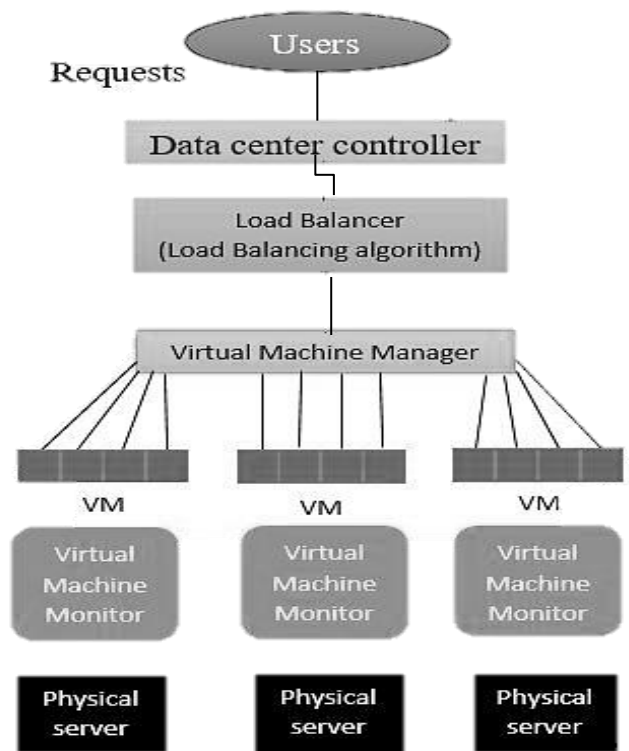 Users
Requests
Data center controller
Load Balancer
(Load Balancing algorithm)
Virtual Machine Manager
VM
VM
VM
Virtual
Machine
Monitor
Virtual
Machine
Monitor
Virtual
Machine
Monitor
Physical
server
Physical
server
Physical
server